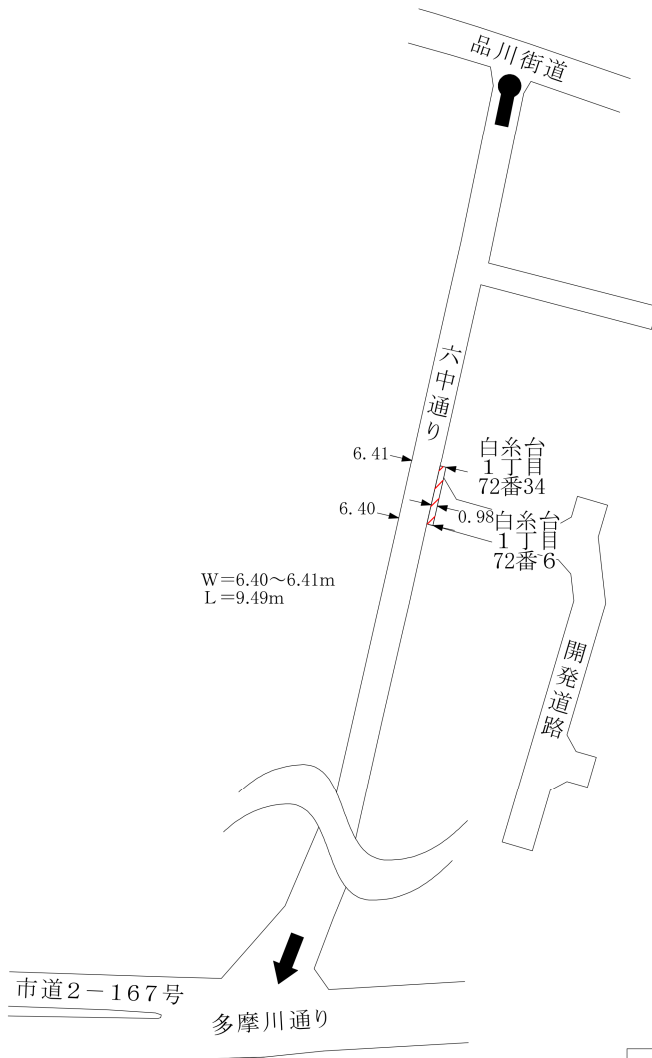 品川街道
六中通り
6.41
白糸台
1丁目
72番34
6.40
0.98
白糸台
1丁目
72番6
W=6.40～6.41m
L=9.49m
開発道路
市道2－167号
多摩川通り